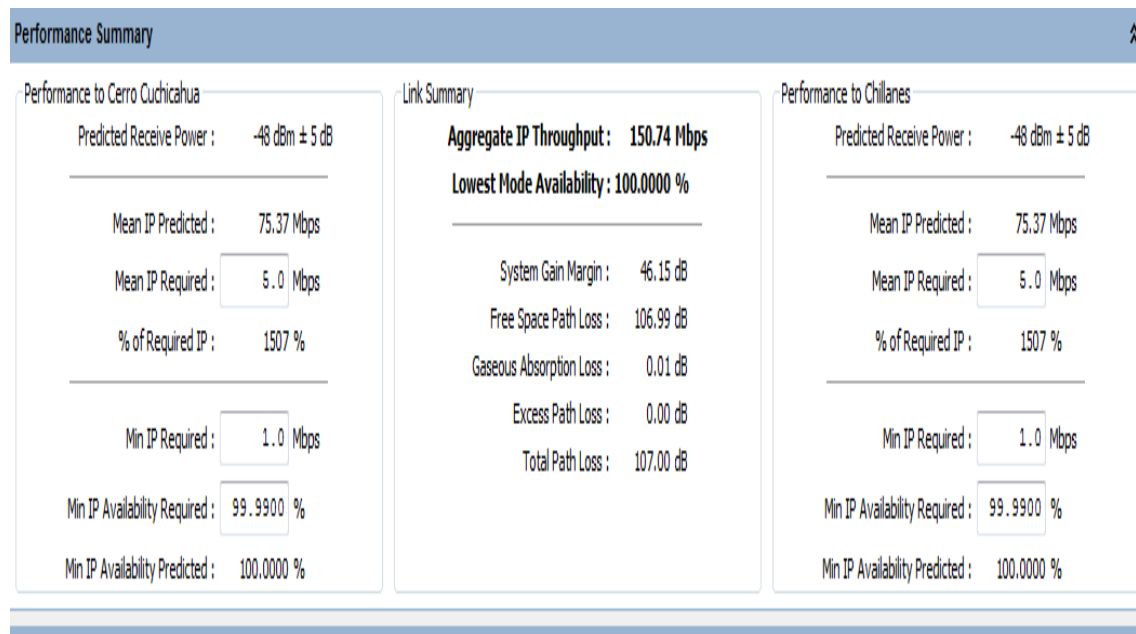 Performance Summary
Performance to Cerro Cuchicahua
Predicted Receive Power : -48 dBm ± 5 dB
Mean IP Predicted : 75.37 Mbps
Mean IP Required : 5.0 Mbps
% of Required IP : 1507 %
Min IP Required : 1.0 Mbps
Min IP Availability Required : 99.9900 %
Min IP Availability Predicted : 100.0000 %
Link Summary
Aggregate IP Throughput : 150.74 Mbps
Lowest Mode Availability : 100.0000 %
System Gain Margin : 46.15 dB
Free Space Path Loss : 106.99 dB
Gaseous Absorption Loss : 0.01 dB
Excess Path Loss : 0.00 dB
Total Path Loss : 107.00 dB
Performance to Chillanes
Predicted Receive Power : -48 dBm ± 5 dB
Mean IP Predicted : 75.37 Mbps
Mean IP Required : 5.0 Mbps
% of Required IP : 1507 %
Min IP Required : 1.0 Mbps
Min IP Availability Required : 99.9900 %
Min IP Availability Predicted : 100.0000 %